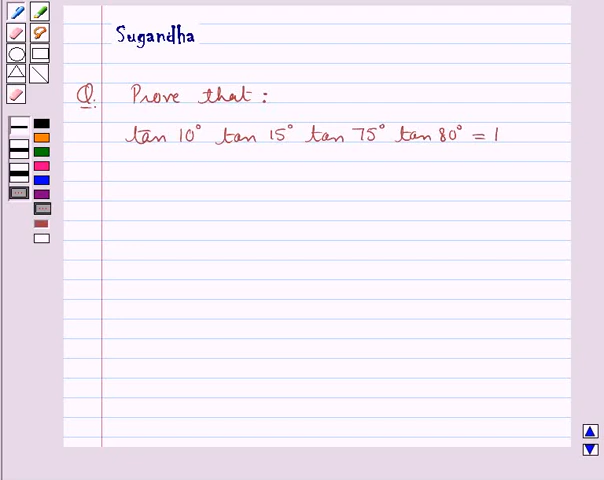 Sugandha
Q. Prove that :
tan 10° tan 15° tan 75° tan 80° = 1